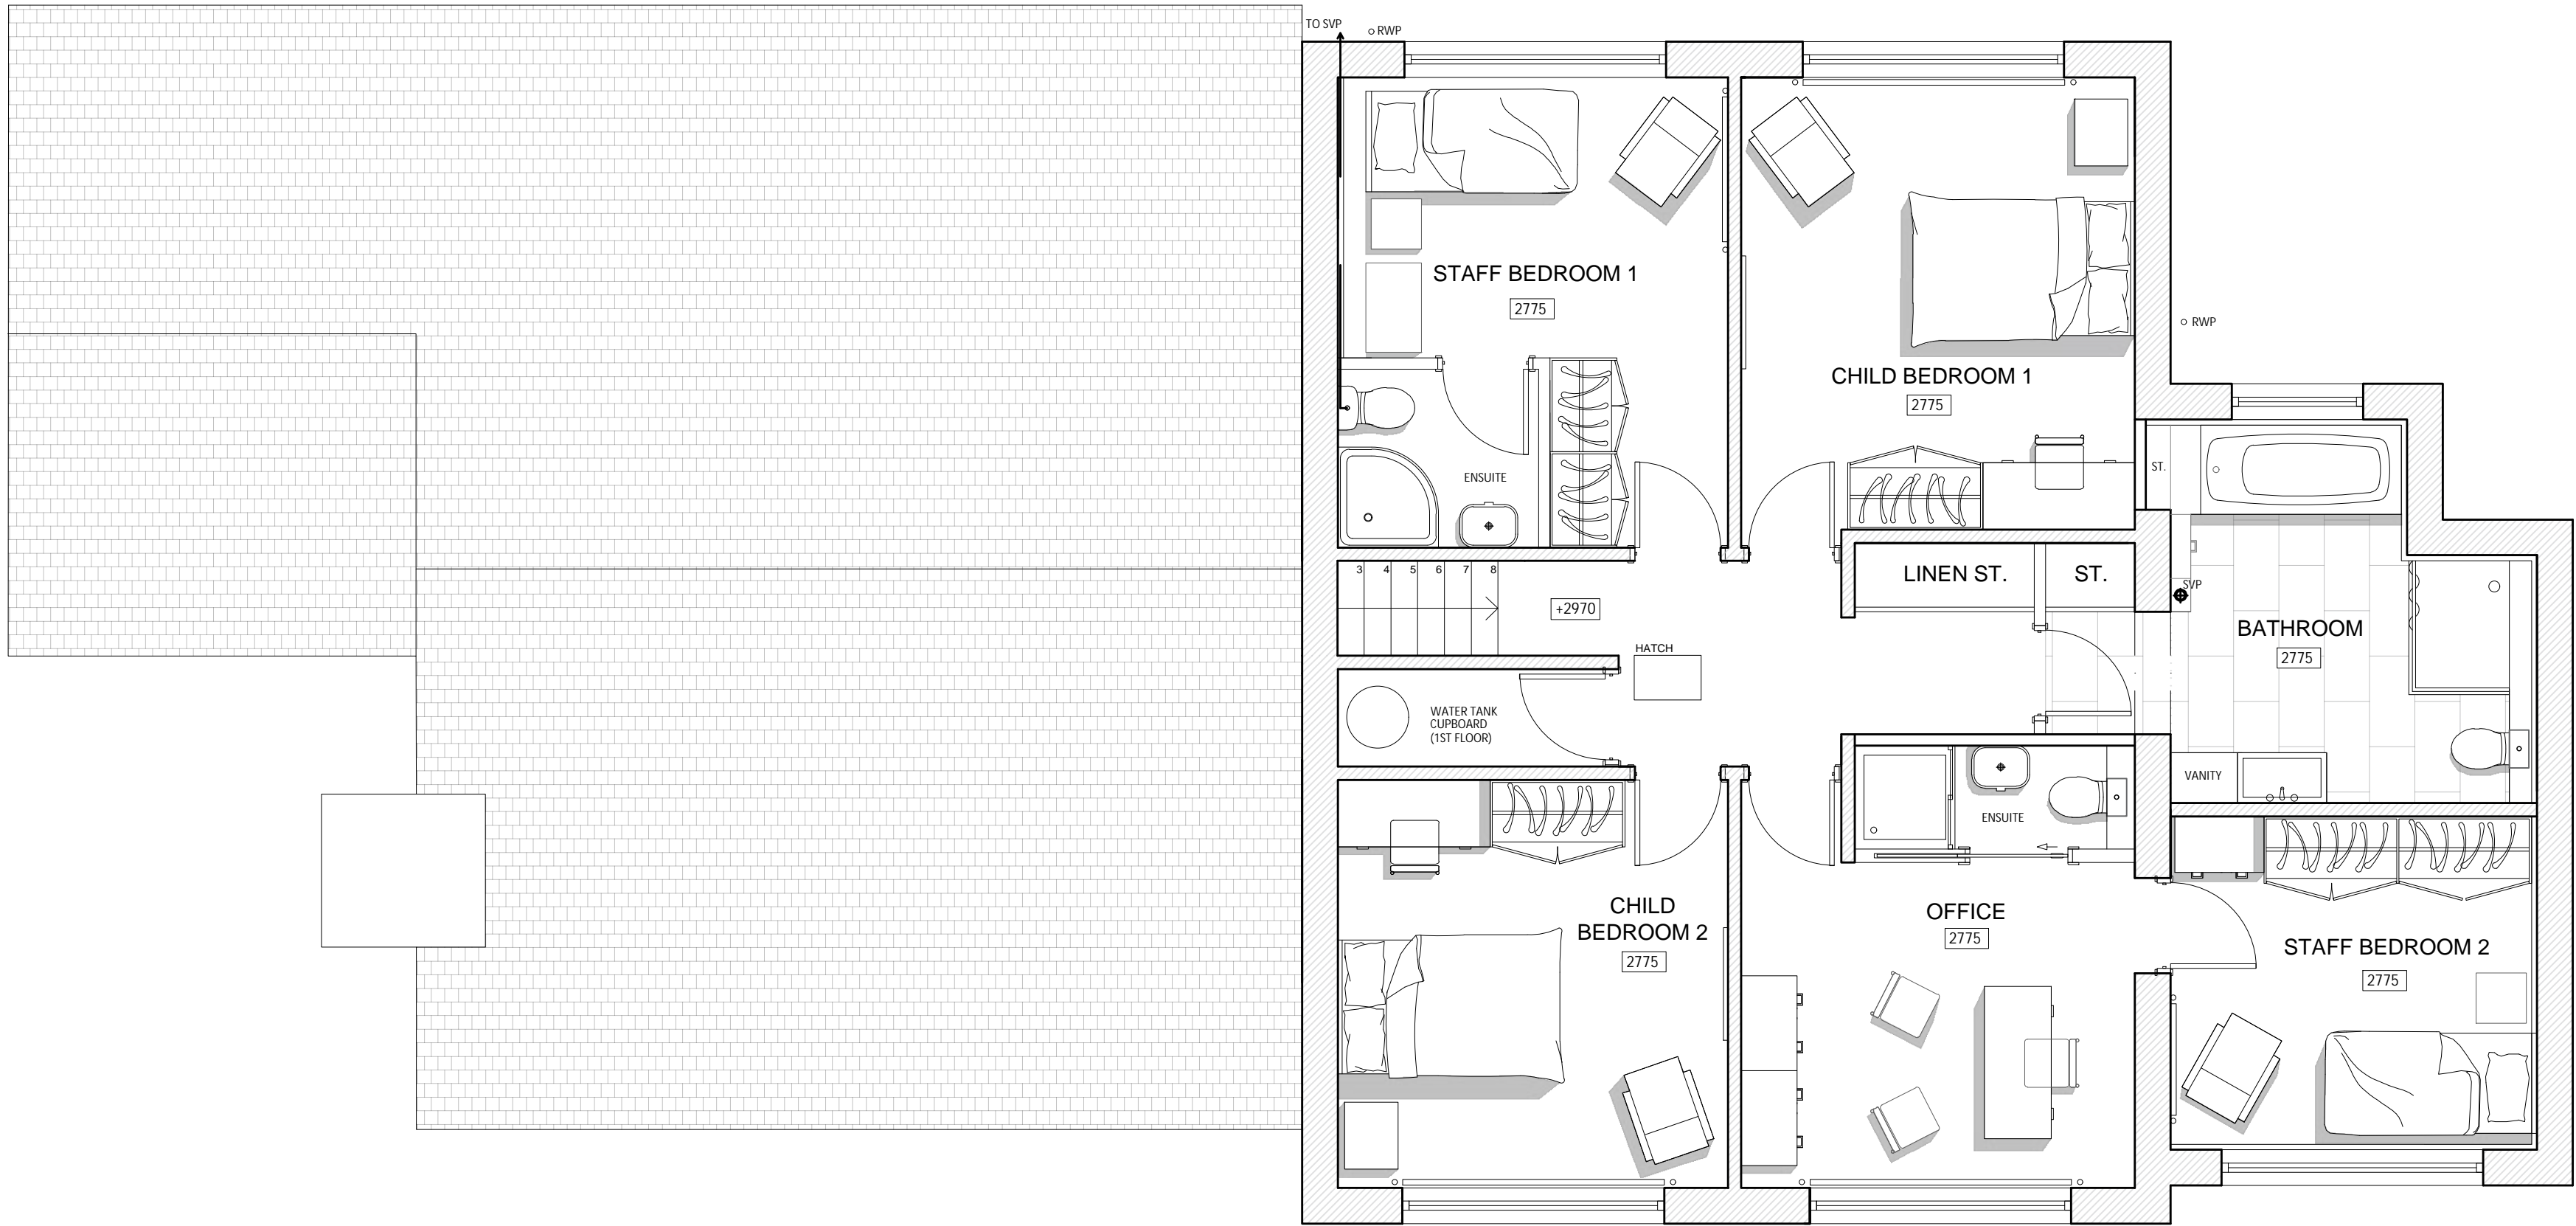 TO SVP
RWP
STAFF BEDROOM 1
2775
RWP
CHILD BEDROOM 1
2775
ENSUITE
ST.
3 4 5 6 7 8
LINEN ST.
ST.
SVP
+2970
BATHROOM
2775
HATCH
WATER TANK
CUPBOARD
(1ST FLOOR)
VANITY
ENSUITE
CHILD
BEDROOM 2
2775
OFFICE
2775
STAFF BEDROOM 2
2775